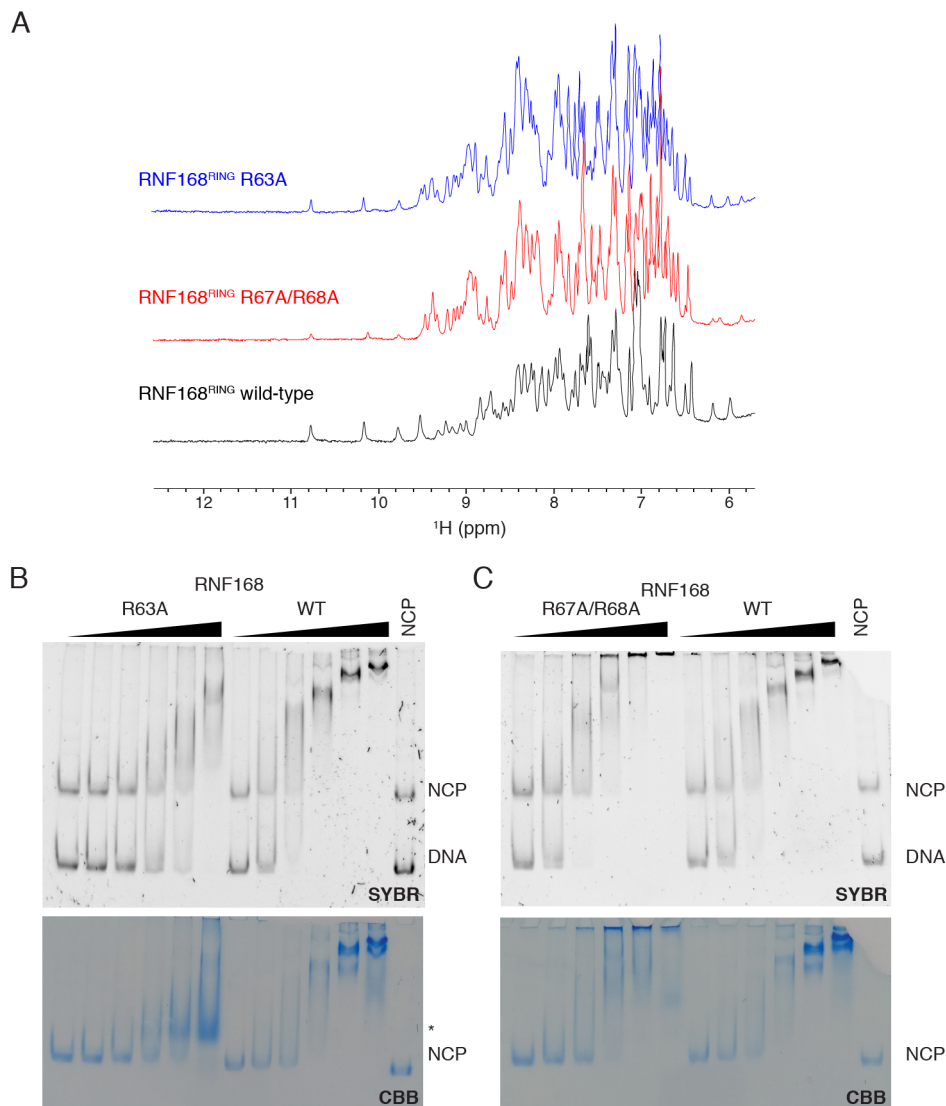 A
RNF168RING R63A
RNF168RING R67A/R68A
RNF168RING wild-type
12 11 10 9 8 7 6
1H (ppm)
B
RNF168
R63A WT NCP
NCP
DNA
SYBR
*
NCP
CBB
C
RNF168
R67A/R68A WT NCP
NCP
DNA
SYBR
NCP
CBB